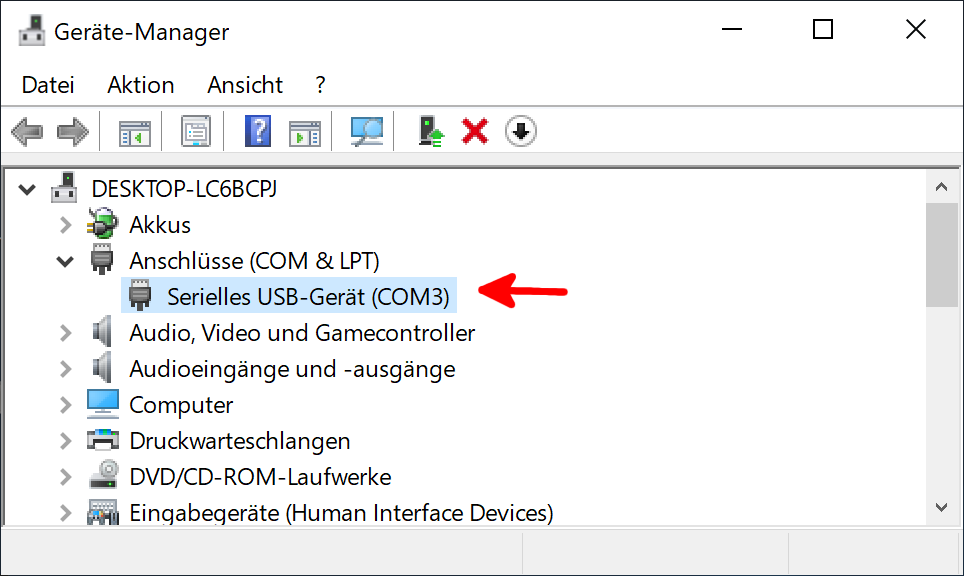 Geräte-Manager
Datei Aktion Ansicht ?
?
DESKTOP-LC6BCPJ
Akkus
Anschlüsse (COM & LPT)
Serielles USB-Gerät (COM3)
Audio, Video und Gamecontroller
Audioeingänge und -ausgänge
Computer
Druckwarteschlangen
DVD/CD-ROM-Laufwerke
Eingabegeräte (Human Interface Devices)